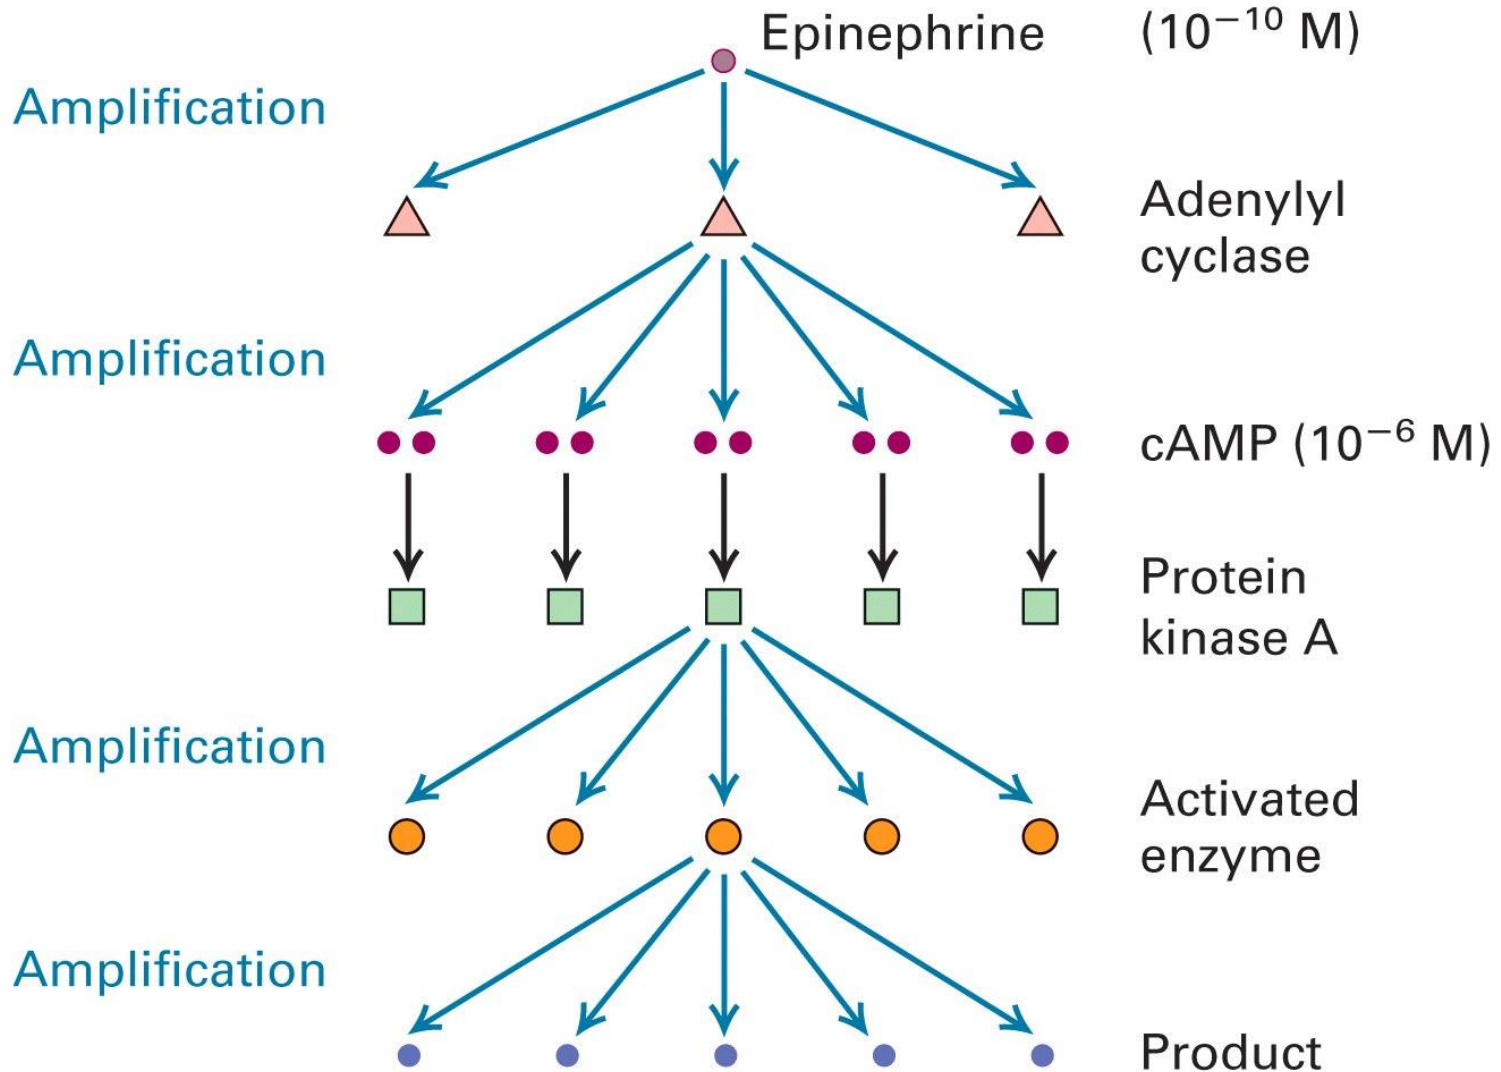 Epinephrine (10⁻¹⁰ M)
Amplification
Adenylyl
cyclase
Amplification
cAMP (10⁻⁶ M)
Protein
kinase A
Amplification
Activated
enzyme
Amplification
Product